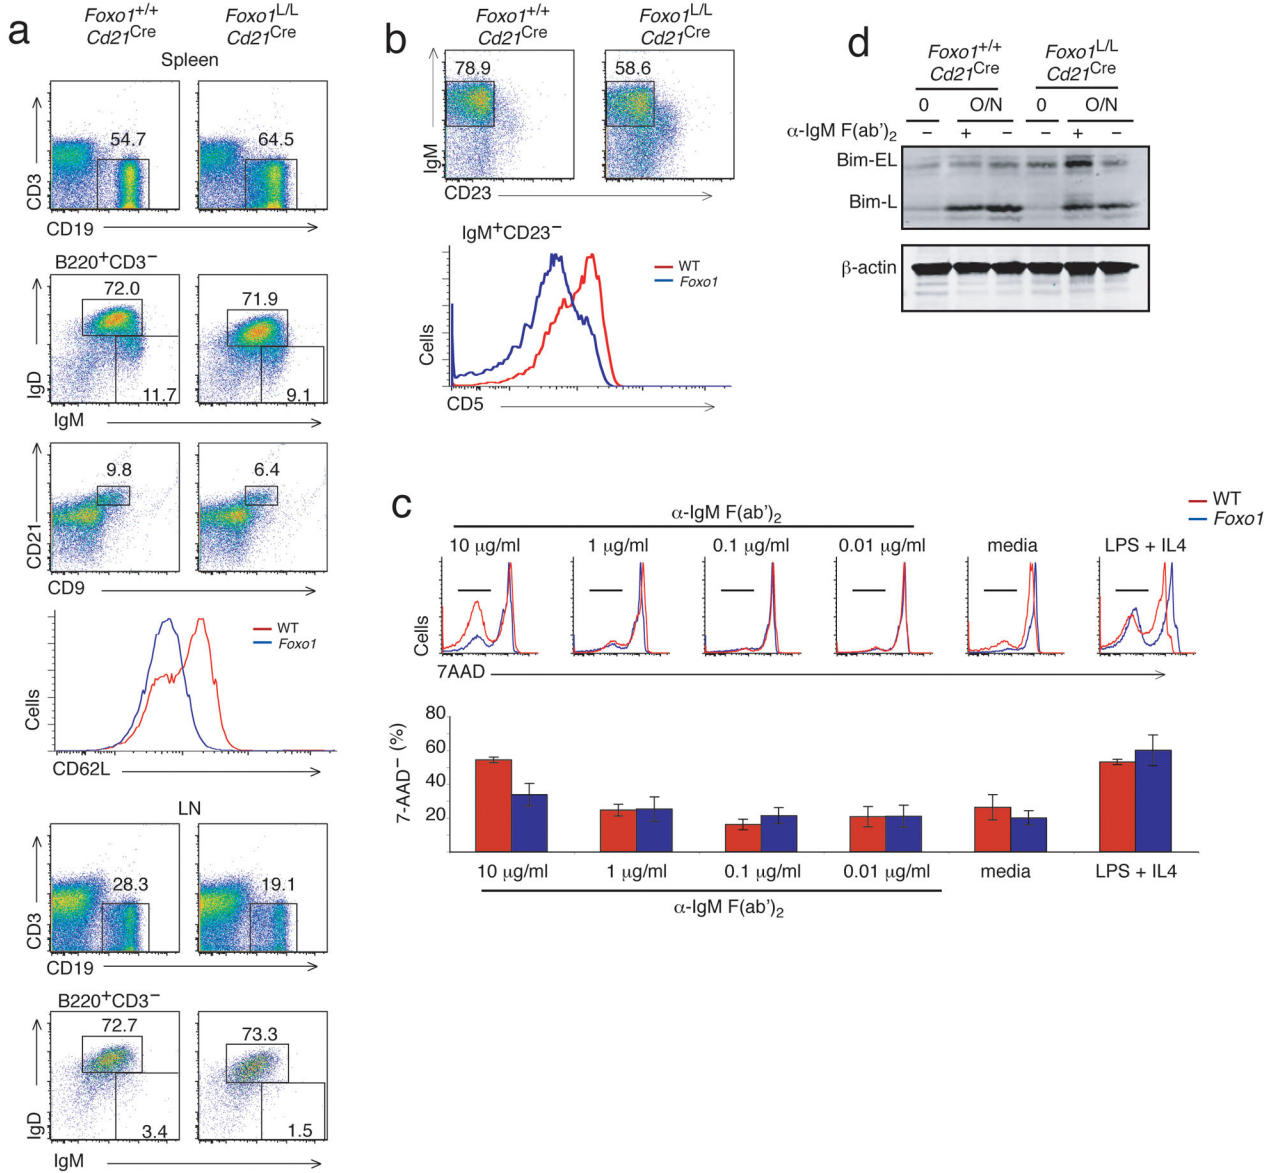 a
Foxo1+/+ Foxo1L/L
Cd21Cre Cd21Cre
Spleen
CD3
54.7
64.5
CD19
B220+CD3−
IgD
72.0
11.7
71.9
9.1
IgM
CD21
9.8
6.4
CD9
Cells
WT
Foxo1
CD62L
LN
CD3
28.3
19.1
CD19
B220+CD3−
IgD
72.7
3.4
73.3
1.5
IgM
b
Foxo1+/+ Foxo1L/L
Cd21Cre Cd21Cre
IgM
78.9
58.6
CD23
IgM+CD23−
Cells
WT
Foxo1
CD5
c
WT
Foxo1
α-IgM F(ab')2
10 μg/ml 1 μg/ml 0.1 μg/ml 0.01 μg/ml media LPS + IL4
Cells
7AAD
7-AAD− (%)
80
60
40
20
10 μg/ml 1 μg/ml 0.1 μg/ml 0.01 μg/ml media LPS + IL4
α-IgM F(ab')2
d
Foxo1+/+ Foxo1L/L
Cd21Cre Cd21Cre
0 O/N 0 O/N
α-IgM F(ab')2 − + − − + −
Bim-EL
Bim-L
β-actin